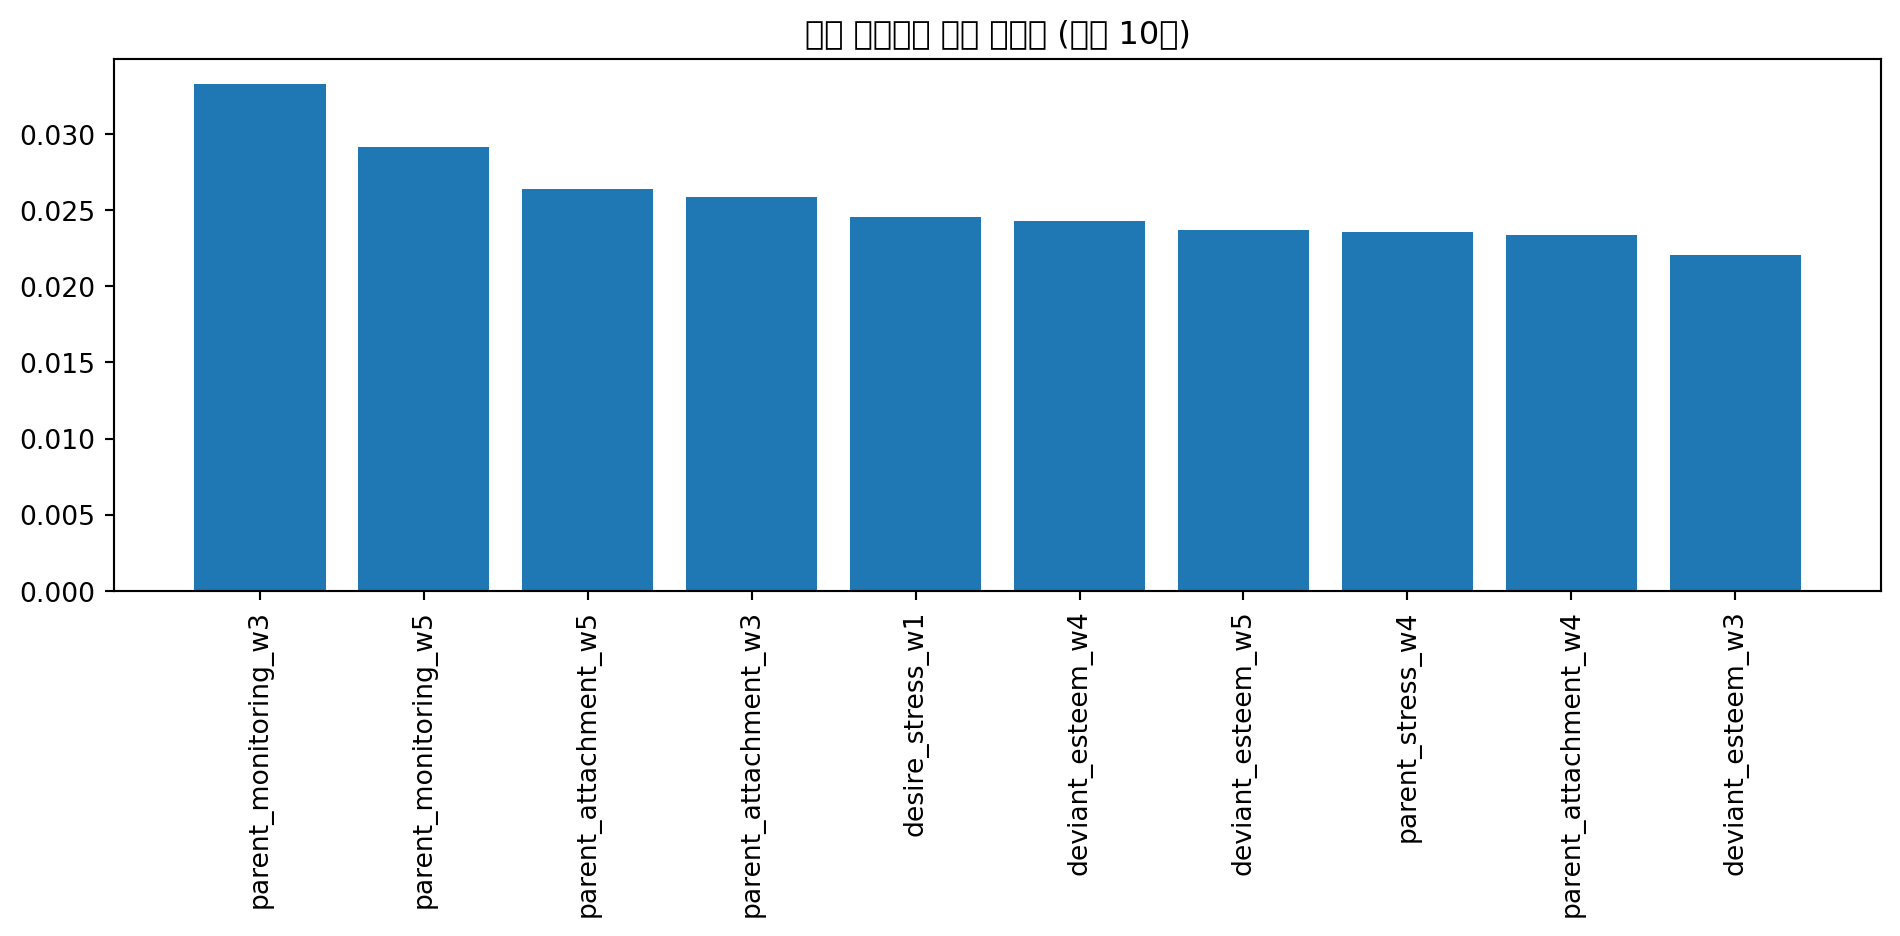 (   10 )
0.030
0.025
0.020
0.015
0.010
0.005
0.000
parent_monitoring_w3
parent_monitoring_w5
parent_attachment_w5
parent_attachment_w3
desire_stress_w1
deviant_esteem_w4
deviant_esteem_w5
parent_stress_w4
parent_attachment_w4
deviant_esteem_w3